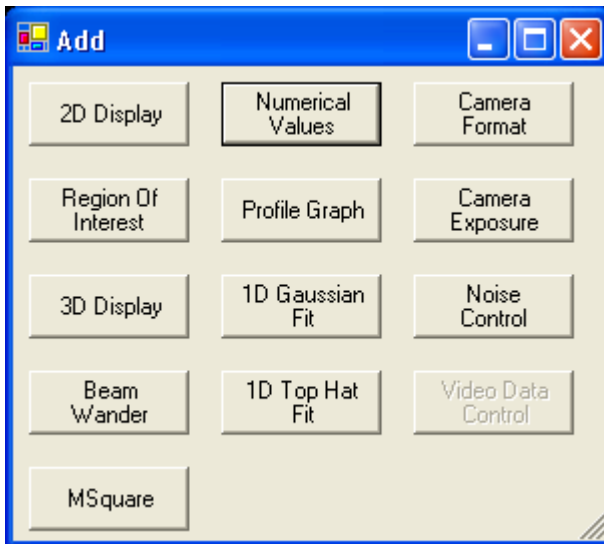 Add
2D Display
Numerical
Values
Camera
Format
Region Of
Interest
Profile Graph
Camera
Exposure
3D Display
1D Gaussian
Fit
Noise
Control
Beam
Wander
1D Top Hat
Fit
Video Data
Control
MSquare